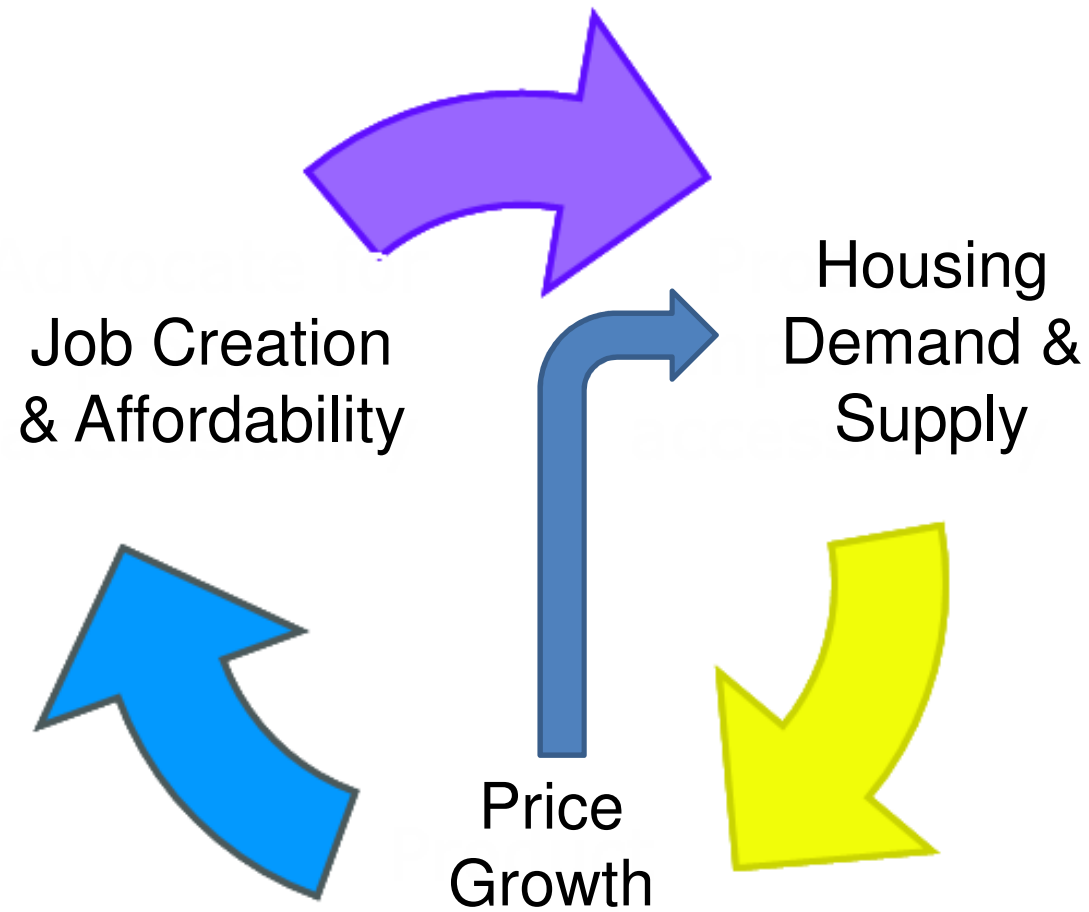 Job Creation
& Affordability
Housing
Demand &
Supply
Price
Growth